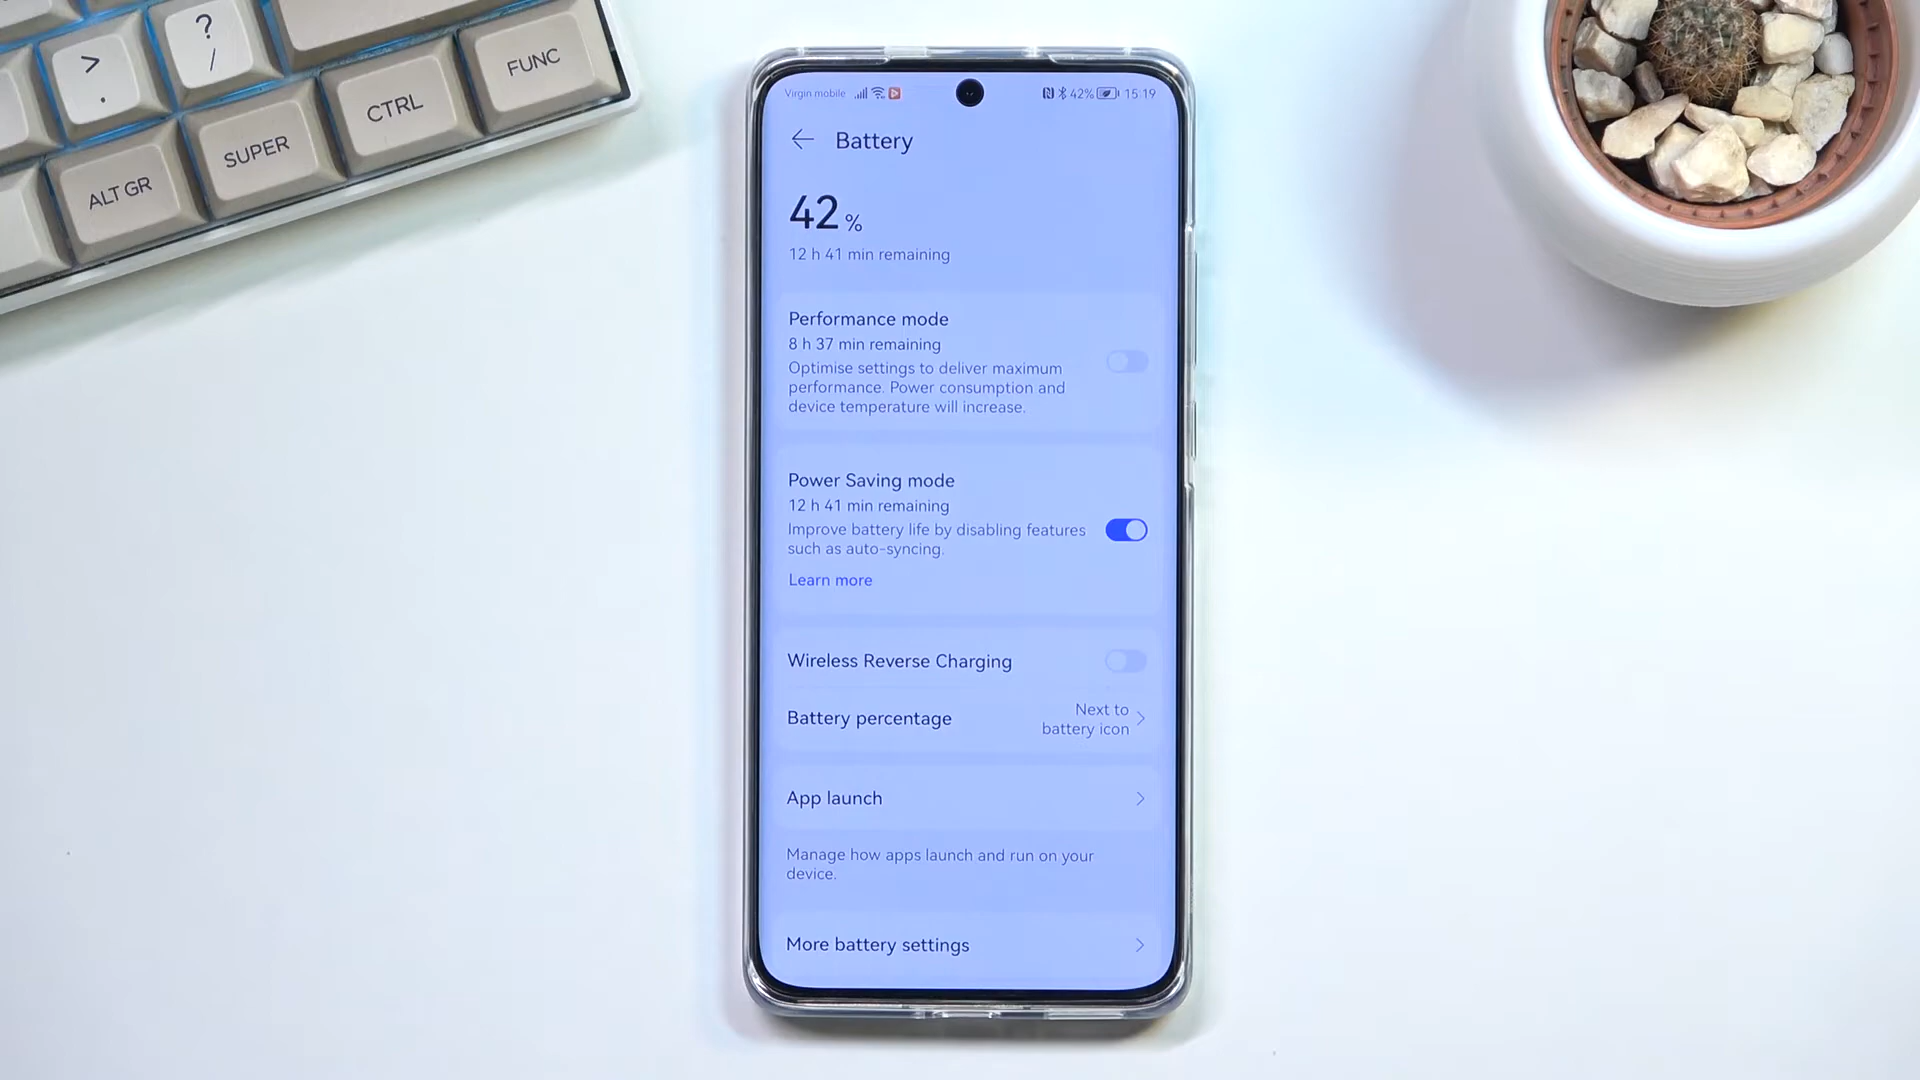 >
.
?
/
FUNC
CTRL
SUPER
ALT GR
Virgin mobile 42% 15:19
Battery
42 %
12 h 41 min remaining
Performance mode
8 h 37 min remaining
Optimise settings to deliver maximum
performance. Power consumption and
device temperature will increase.
Power Saving mode
12 h 41 min remaining
Improve battery life by disabling features
such as auto-syncing.
Learn more
Wireless Reverse Charging
Battery percentage
Next to
battery icon
App launch
Manage how apps launch and run on your
device.
More battery settings